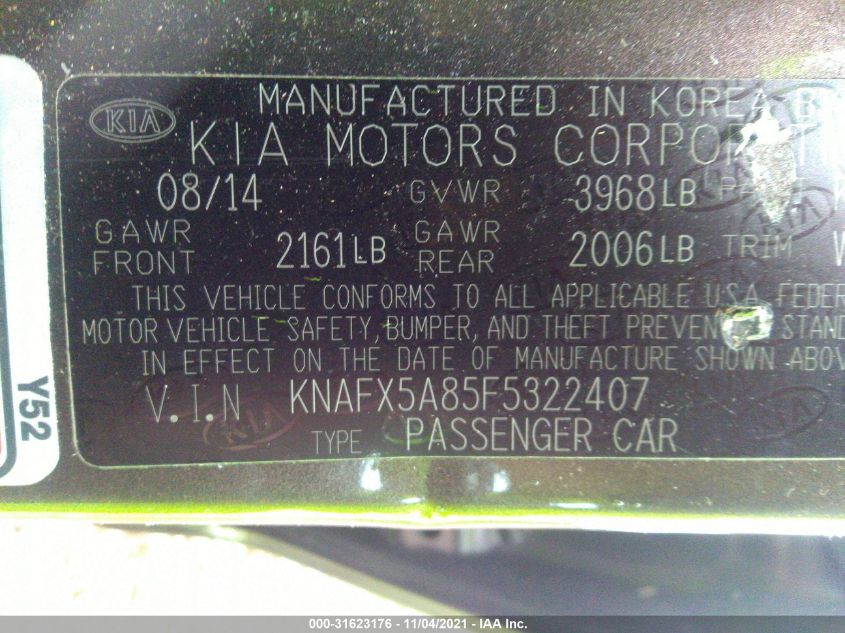 MANUFACTURED IN KOREA B
KIA
KIA MOTORS
08/14 GVWR 3968LB
GAWR FRONT 2161LB GAWR REAR 2006LB TRIM
THIS VEHICLE CONFORMS TO ALL APPLICABLE U.S.A. FEDER
MOTOR VEHICLE SAFETY, BUMPER, AND THEFT PREVEN STAND
IN EFFECT ON THE DATE OF MANUFACTURE SHOWN ABOV
V.I.N KNAFX5A85F5322407
TYPE PASSENGER CAR
Y52
000-31623176 - 11/04/2021 - IAA Inc.